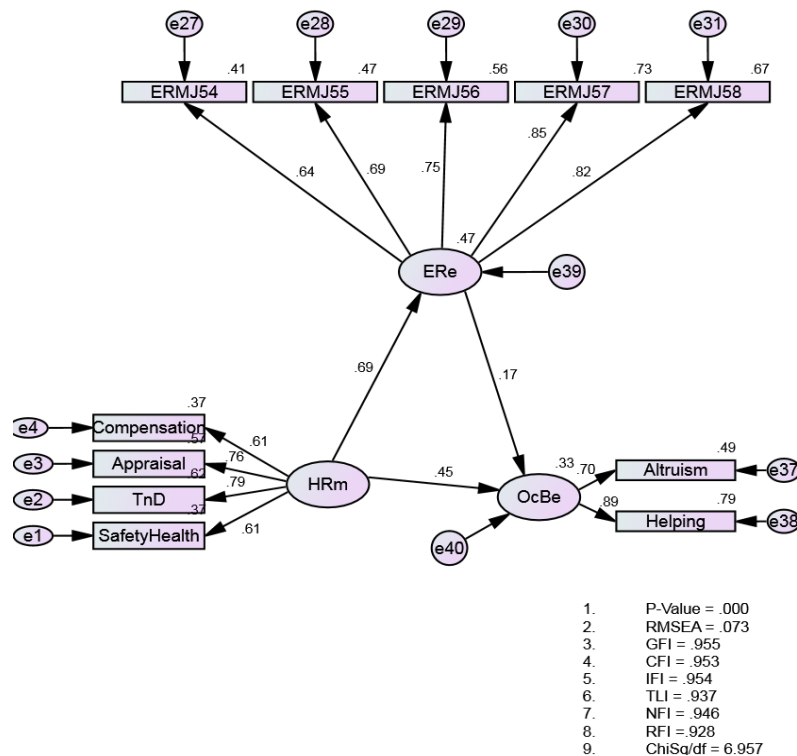 e27 e28 e29 e30 e31
.41 .47 .56 .73 .67
ERMJ54 ERMJ55 ERMJ56 ERMJ57 ERMJ58
.64 .69 .75 .85 .82
.47
ERe e39
.69 .17
.37
e4 Compensation .61
.57
e3 Appraisal .76
.62
e2 TnD .79
.37
e1 SafetyHealth .61
HRm .45
.33
OcBe
e40
.70 .49
Altruism e37
.89 .79
Helping e38
1. P-Value = .000
2. RMSEA = .073
3. GFI = .955
4. CFI = .953
5. IFI = .954
6. TLI = .937
7. NFI = .946
8. RFI =.928
9. ChiSq/df = 6.957